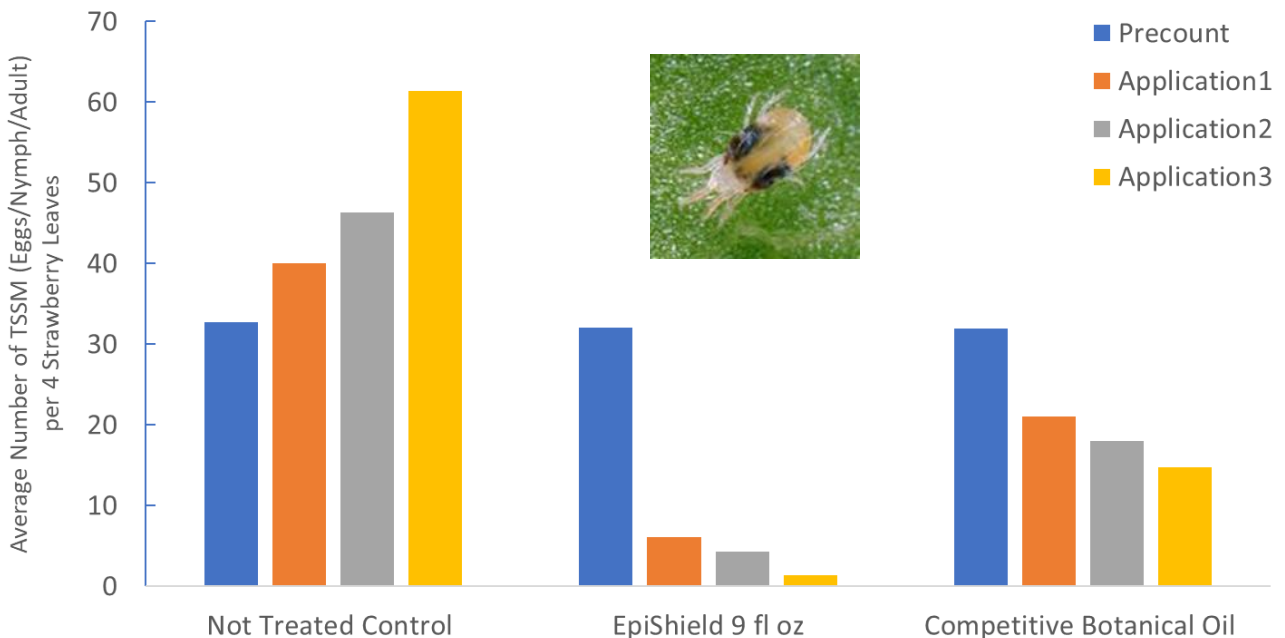 Average Number of TSSM (Eggs/Nymph/Adult)
per 4 Strawberry Leaves
70
60
50
40
30
20
10
0
Precount
Application1
Application2
Application3
Not Treated Control
EpiShield 9 fl oz
Competitive Botanical Oil